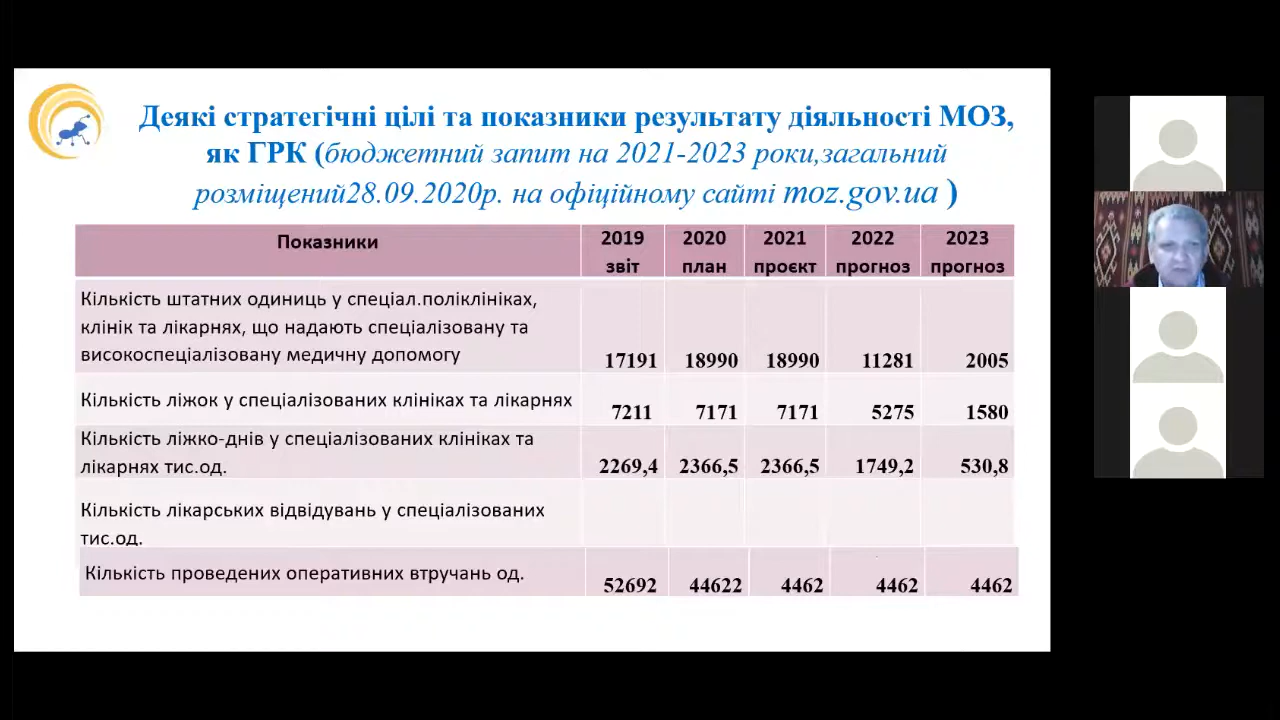 Деякі стратегічні цілі та показники результату діяльності МОЗ,
як ГРК (бюджетний запит на 2021-2023 роки,загальний
розміщений28.09.2020р. на офіційному сайті moz.gov.ua )
Показники 2019 звіт 2020 план 2021 проєкт 2022 прогноз 2023 прогноз
Кількість штатних одиниць у спеціал.поліклініках,
клінік та лікарнях, що надають спеціалізовану та
високоспеціалізовану медичну допомогу 17191 18990 18990 11281 2005
Кількість ліжок у спеціалізованих клініках та лікарнях 7211 7171 7171 5275 1580
Кількість ліжко-днів у спеціалізованих клініках та
лікарнях тис.од. 2269,4 2366,5 2366,5 1749,2 530,8
Кількість лікарських відвідувань у спеціалізованих
тис.од.
Кількість проведених оперативних втручань од. 52692 44622 4462 4462 4462